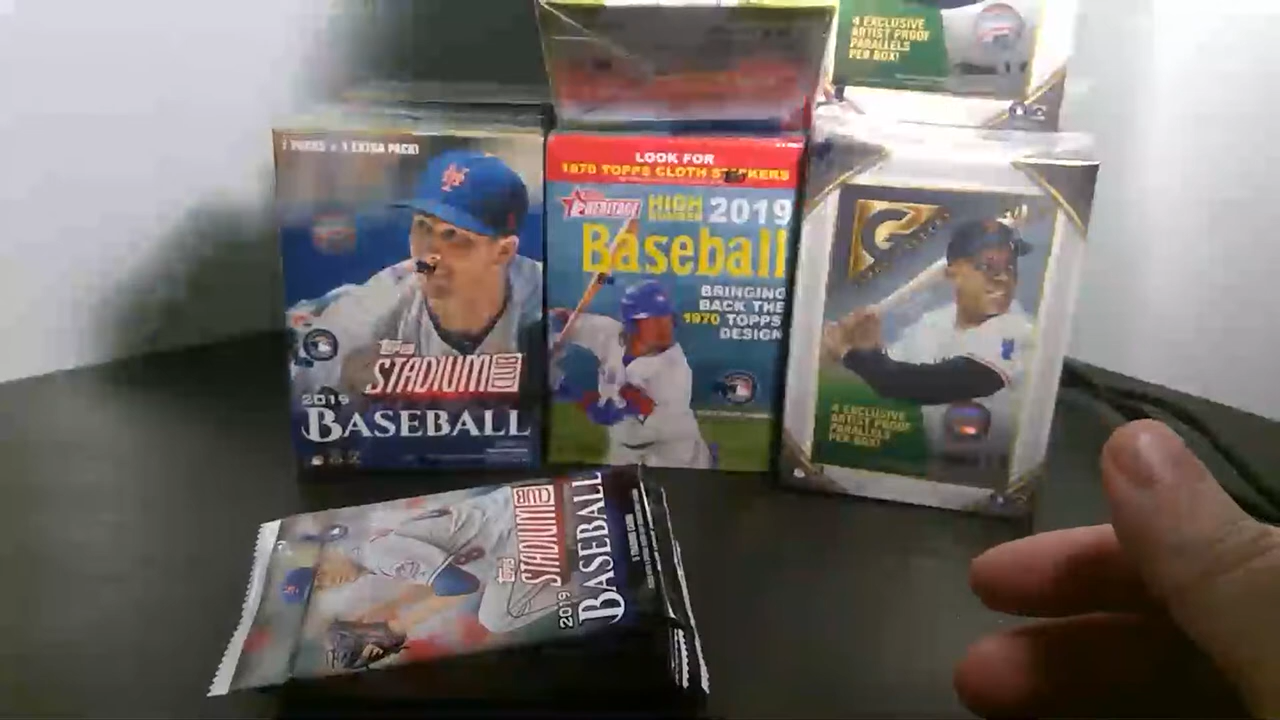 4 EXCLUSIVE
ARTIST PROOF
PARALLELS
PER BOX!
7 PACKS + 1 EXTRA PACK!
TOPPS
STADIUM
CLUB
2019
BASEBALL
LOOK FOR
1970 TOPPS CLOTH STICKERS
HERITAGE
HIGH
NUMBER
2019
Baseball
BRINGING
BACK THE
1970 TOPPS
DESIGN
G
4 EXCLUSIVE
ARTIST PROOF
PARALLELS
PER BOX!
TOPPS
STADIUM
CLUB
2019
BASEBALL